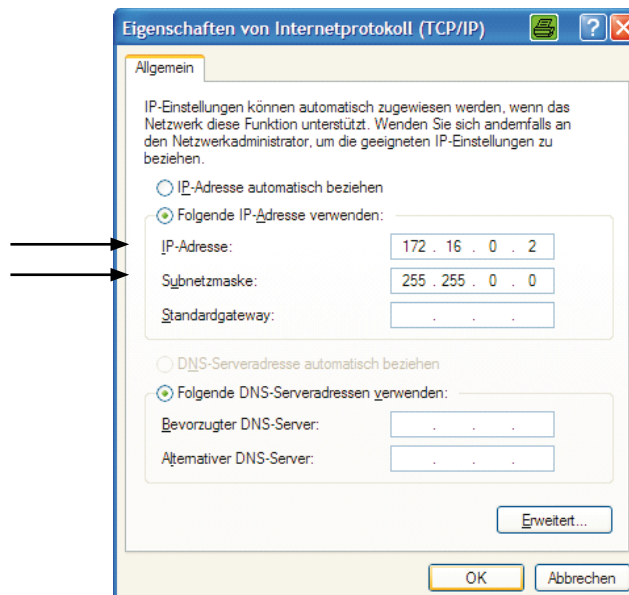 Eigenschaften von Internetprotokoll (TCP/IP)
Allgemein
IP-Einstellungen können automatisch zugewiesen werden, wenn das
Netzwerk diese Funktion unterstützt. Wenden Sie sich andernfalls an
den Netzwerkadministrator, um die geeigneten IP-Einstellungen zu
beziehen.
IP-Adresse automatisch beziehen
Folgende IP-Adresse verwenden:
IP-Adresse: 172 . 16 . 0 . 2
Subnetzmaske: 255 . 255 . 0 . 0
Standardgateway: . . .
DNS-Serveradresse automatisch beziehen
Folgende DNS-Serveradressen verwenden:
Bevorzugter DNS-Server: . . .
Alternativer DNS-Server: . . .
Erweitert...
OK Abbrechen